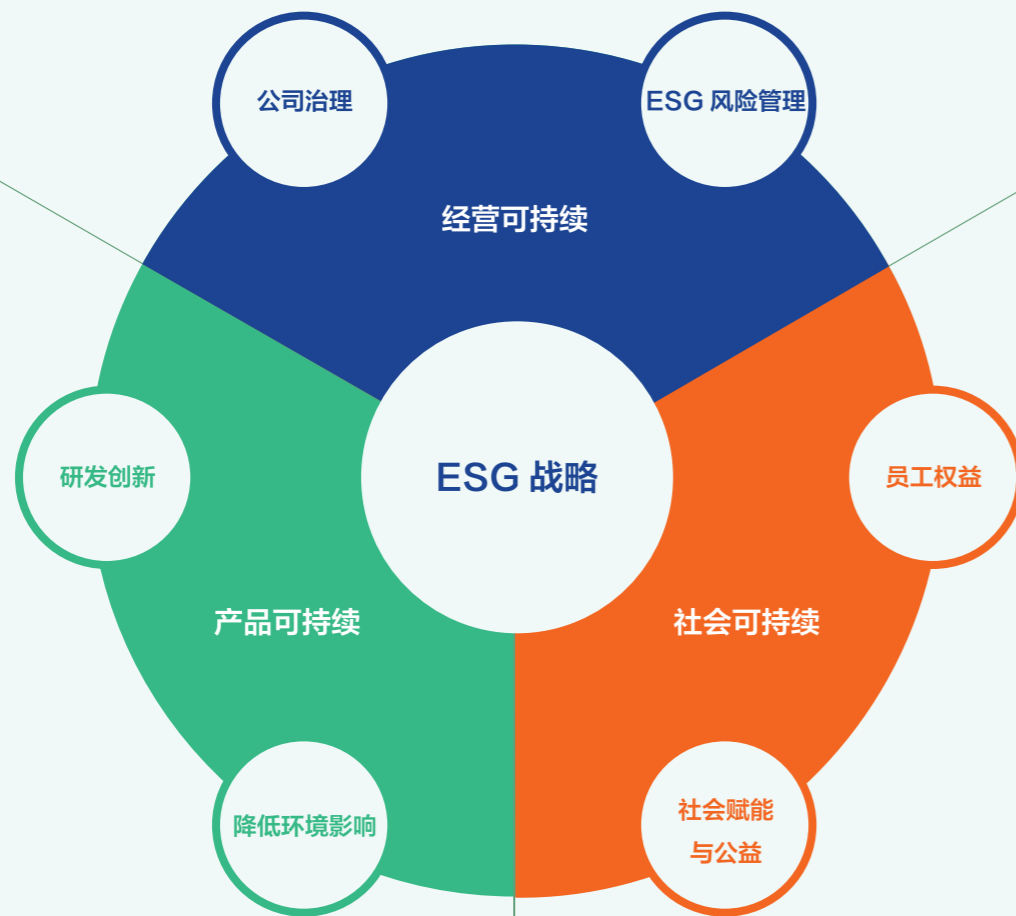 公司治理
ESG 风险管理
经营可持续
研发创新
ESG 战略
员工权益
产品可持续
社会可持续
降低环境影响
社会赋能
与公益